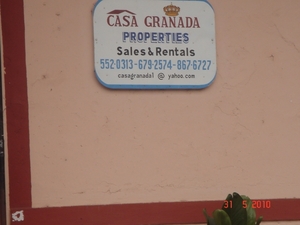 CASA GRANADA
PROPERTIES
Sales & Rentals
552-0313-679-2574-867-6727
casagranada1 @ yahoo.com
31 5 2010